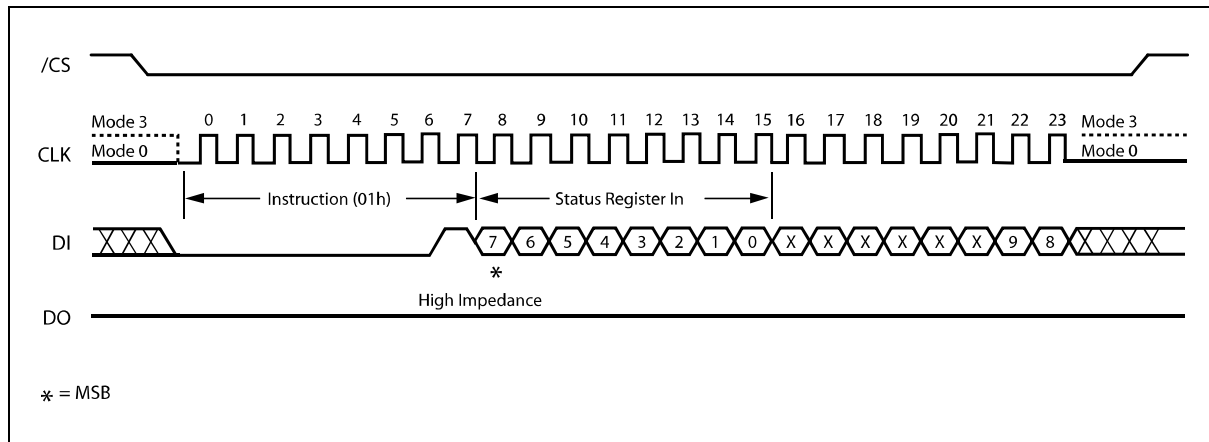 /CS
0 1 2 3 4 5 6 7 8 9 10 11 12 13 14 15 16 17 18 19 20 21 22 23
Mode 3 Mode 3
CLK Mode 0 Mode 0
Instruction (01h) Status Register In
DI 7 6 5 4 3 2 1 0 X X X X X X 9 8
*
High Impedance
DO
* = MSB